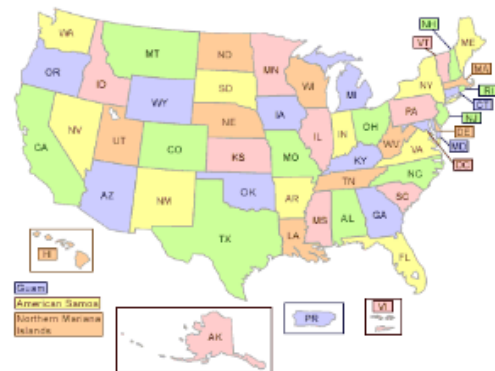 WA
MT
ND
MN
OR
ID
SD
WI
MI
NH
VT
ME
MA
NY
RI
CT
WY
NE
IA
PA
NJ
NV
UT
CO
IL
IN
OH
DE
MD
DC
CA
KS
MO
WV
VA
KY
AZ
NM
OK
AR
TN
NC
SC
TX
LA
MS
AL
GA
FL
HI
Guam
American Samoa
Northern Mariana
Islands
AK
PR
VI